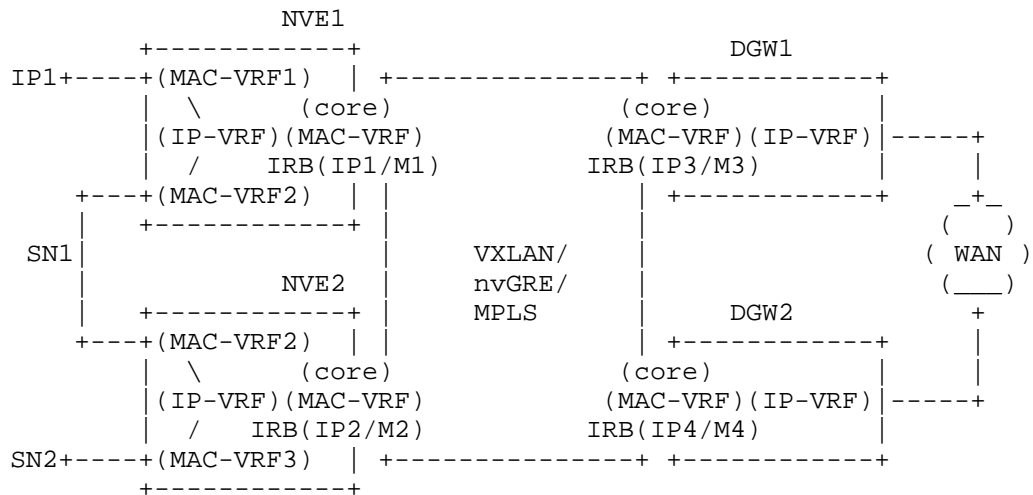 NVE1
DGW1
IP1 (MAC-VRF1)
(core) (core)
(IP-VRF)(MAC-VRF) (MAC-VRF)(IP-VRF)
IRB(IP1/M1) IRB(IP3/M3)
(MAC-VRF2)
SN1 VXLAN/ ( WAN )
NVE2 nvGRE/
MPLS DGW2
(MAC-VRF2)
(core) (core)
(IP-VRF)(MAC-VRF) (MAC-VRF)(IP-VRF)
IRB(IP2/M2) IRB(IP4/M4)
SN2 (MAC-VRF3)